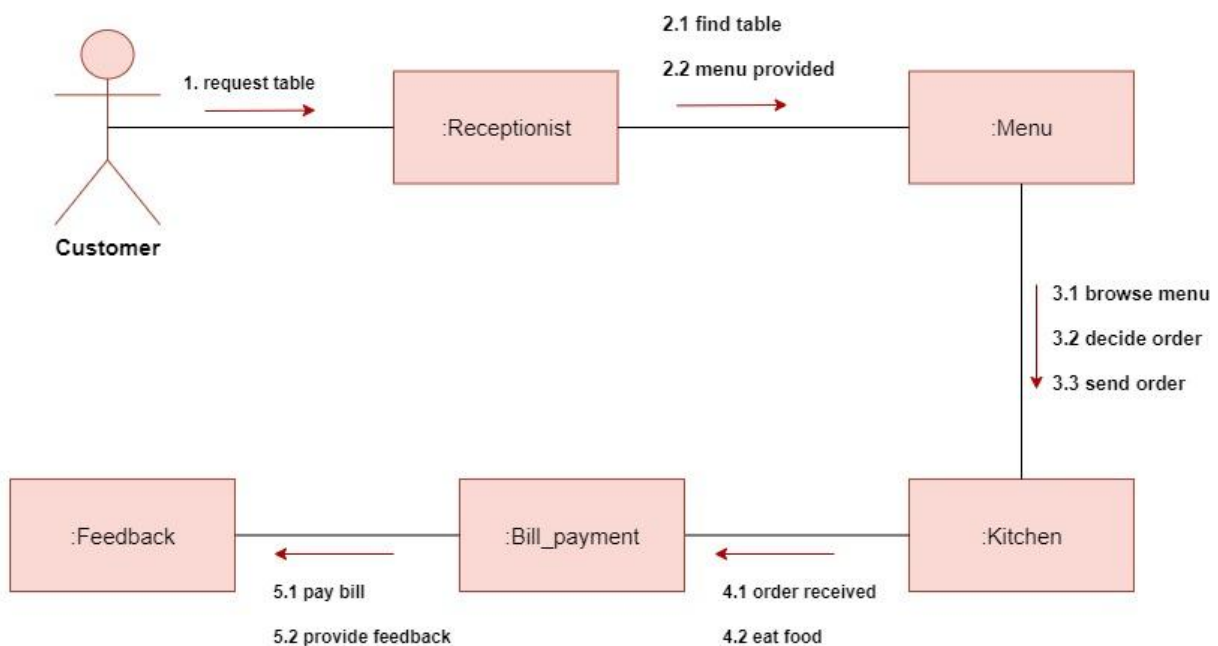 1. request table
2.1 find table
2.2 menu provided
:Receptionist
:Menu
Customer
3.1 browse menu
3.2 decide order
3.3 send order
:Feedback
:Bill_payment
:Kitchen
5.1 pay bill
5.2 provide feedback
4.1 order received
4.2 eat food